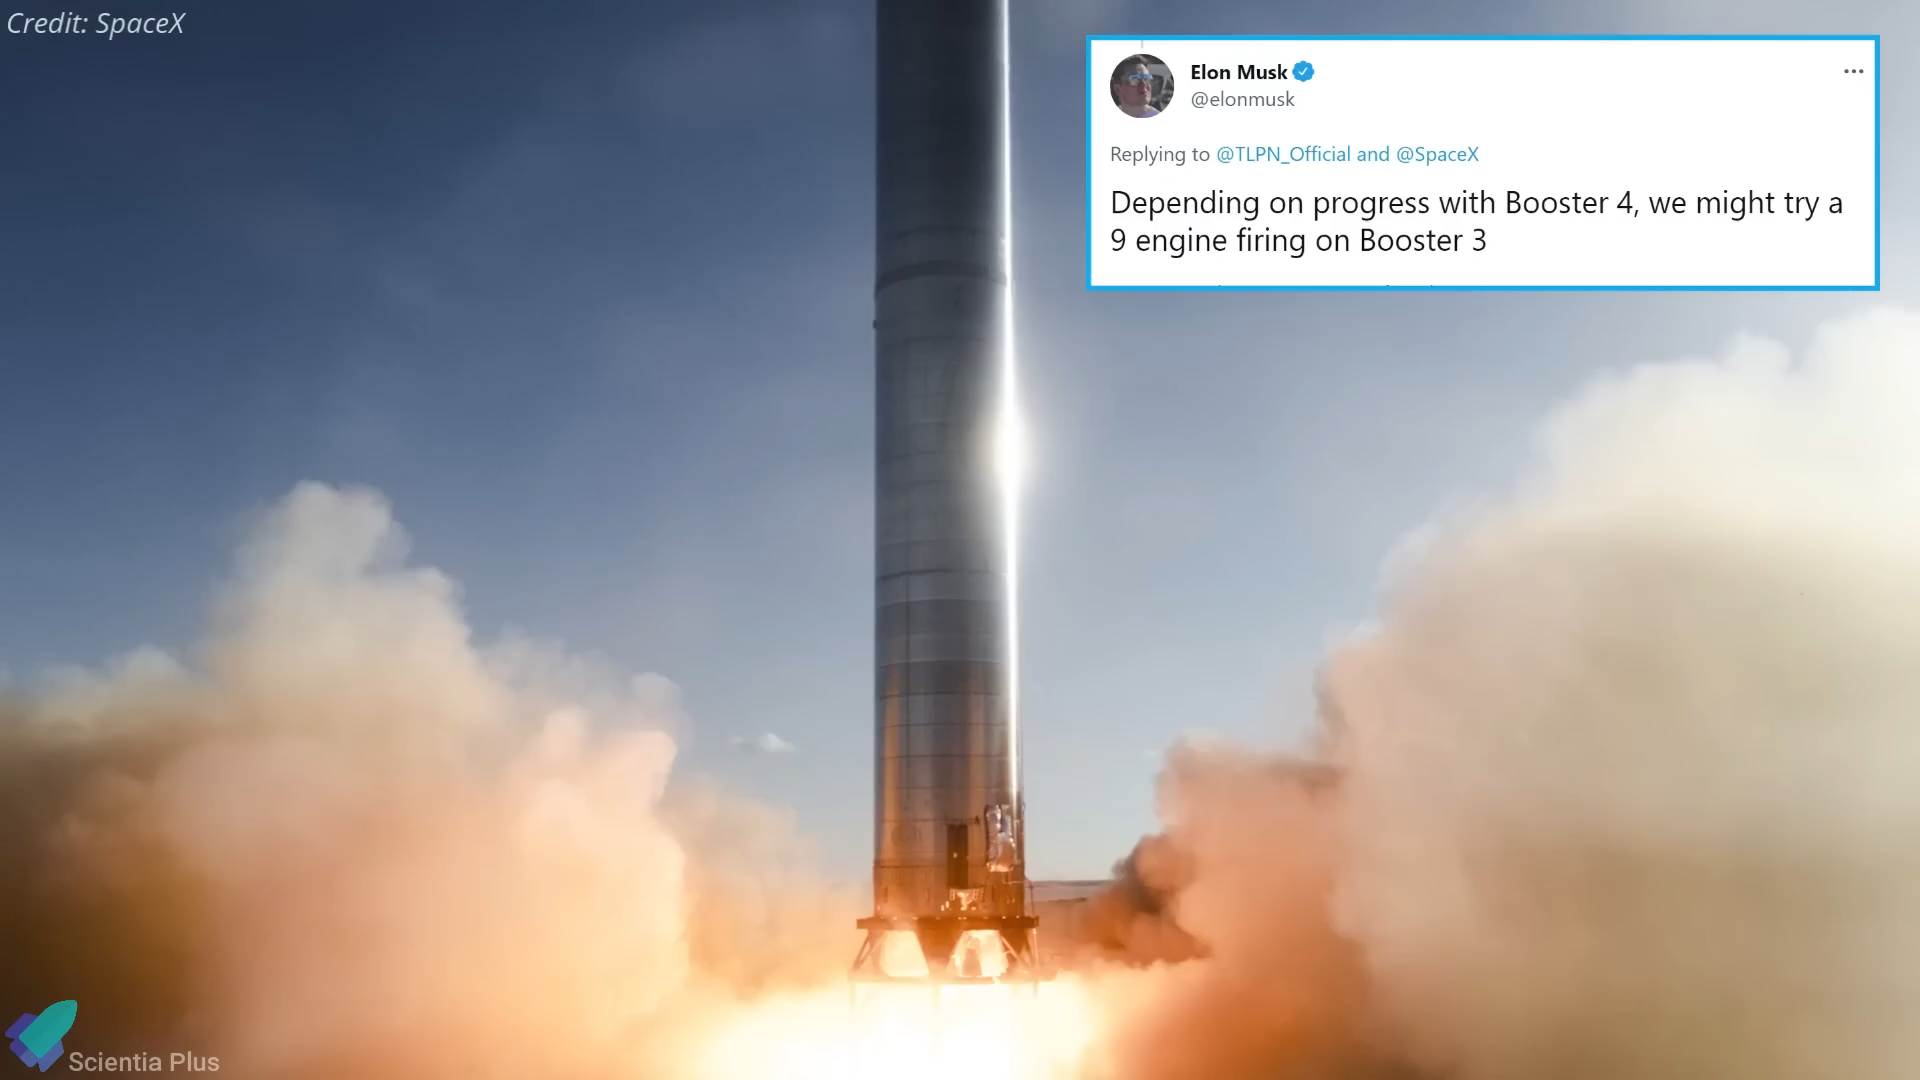 Credit: SpaceX
Elon Musk
@elonmusk
Replying to @TLPN_Official and @SpaceX
Depending on progress with Booster 4, we might try a
9 engine firing on Booster 3
Scientia Plus